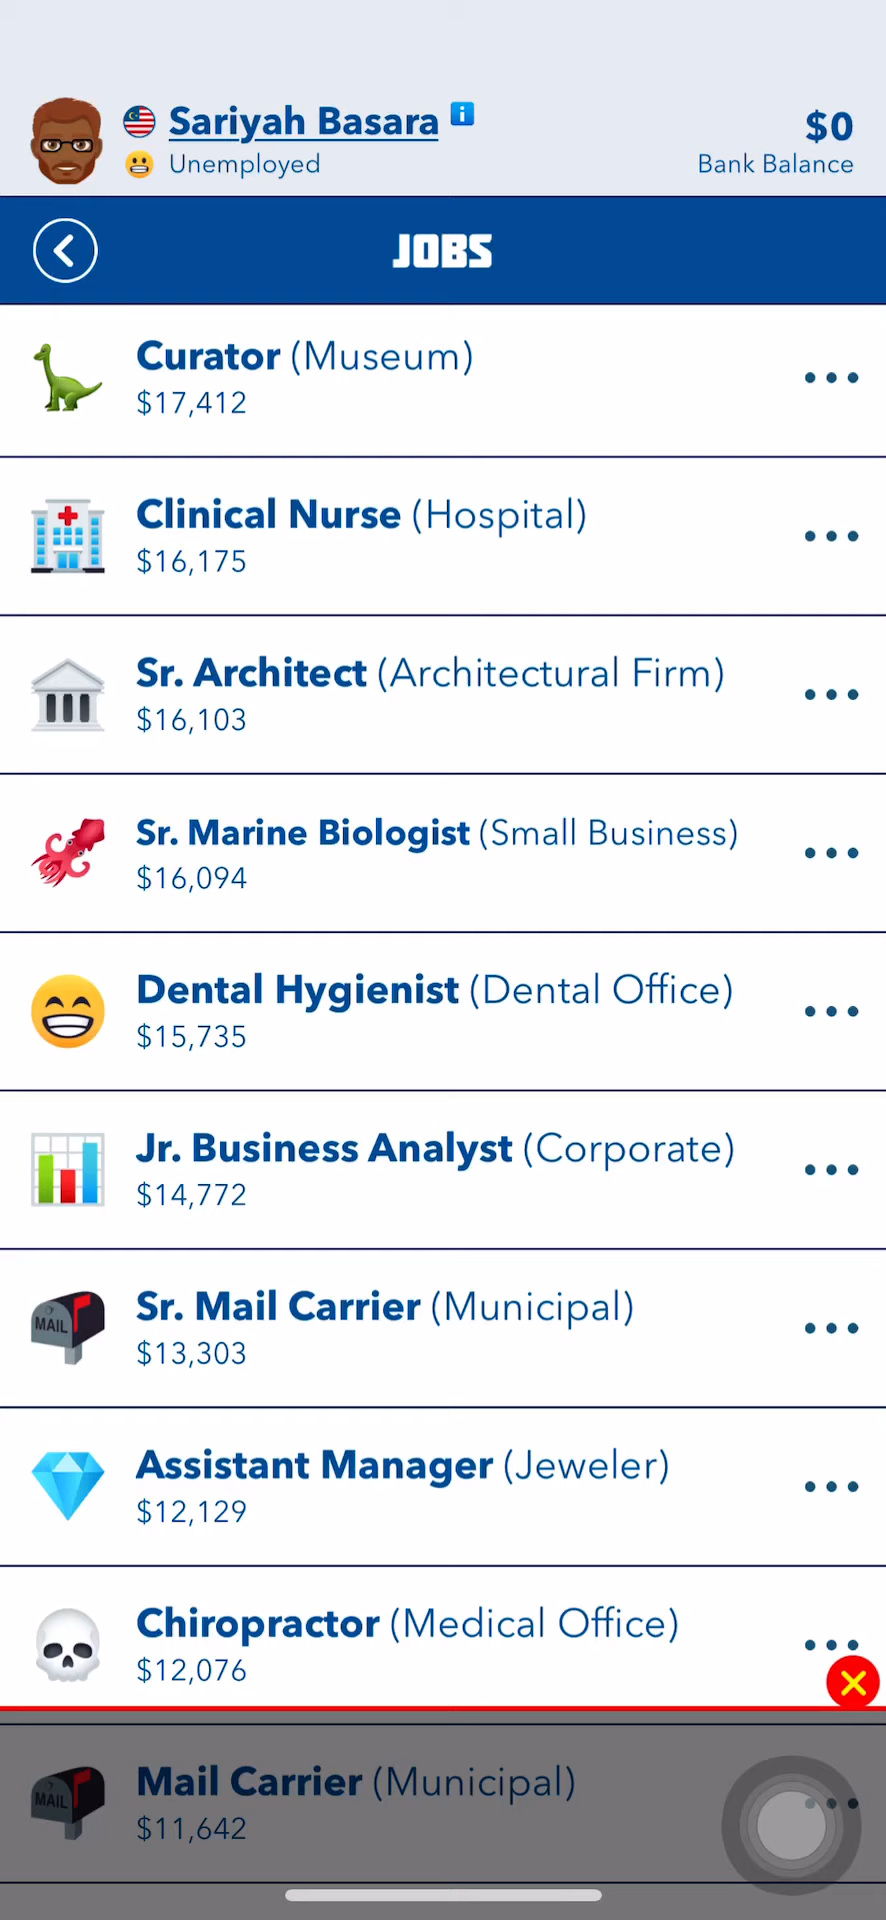 Sariyah Basara
$0
Unemployed
Bank Balance
JOBS
Curator (Museum)
$17,412
Clinical Nurse (Hospital)
$16,175
Sr. Architect (Architectural Firm)
$16,103
Sr. Marine Biologist (Small Business)
$16,094
Dental Hygienist (Dental Office)
$15,735
Jr. Business Analyst (Corporate)
$14,772
Sr. Mail Carrier (Municipal)
MAIL
$13,303
Assistant Manager (Jeweler)
$12,129
Chiropractor (Medical Office)
$12,076
Mail Carrier (Municipal)
MAIL
$11,642